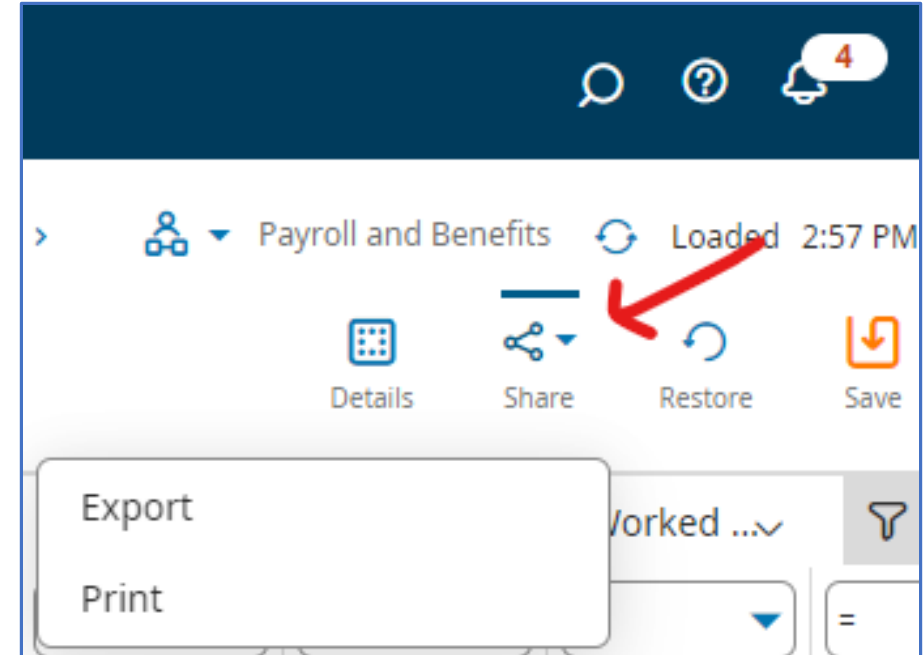 4
Payroll and Benefits Loaded 2:57 PM
Details Share Restore Save
Export
Worked ...
Print
=